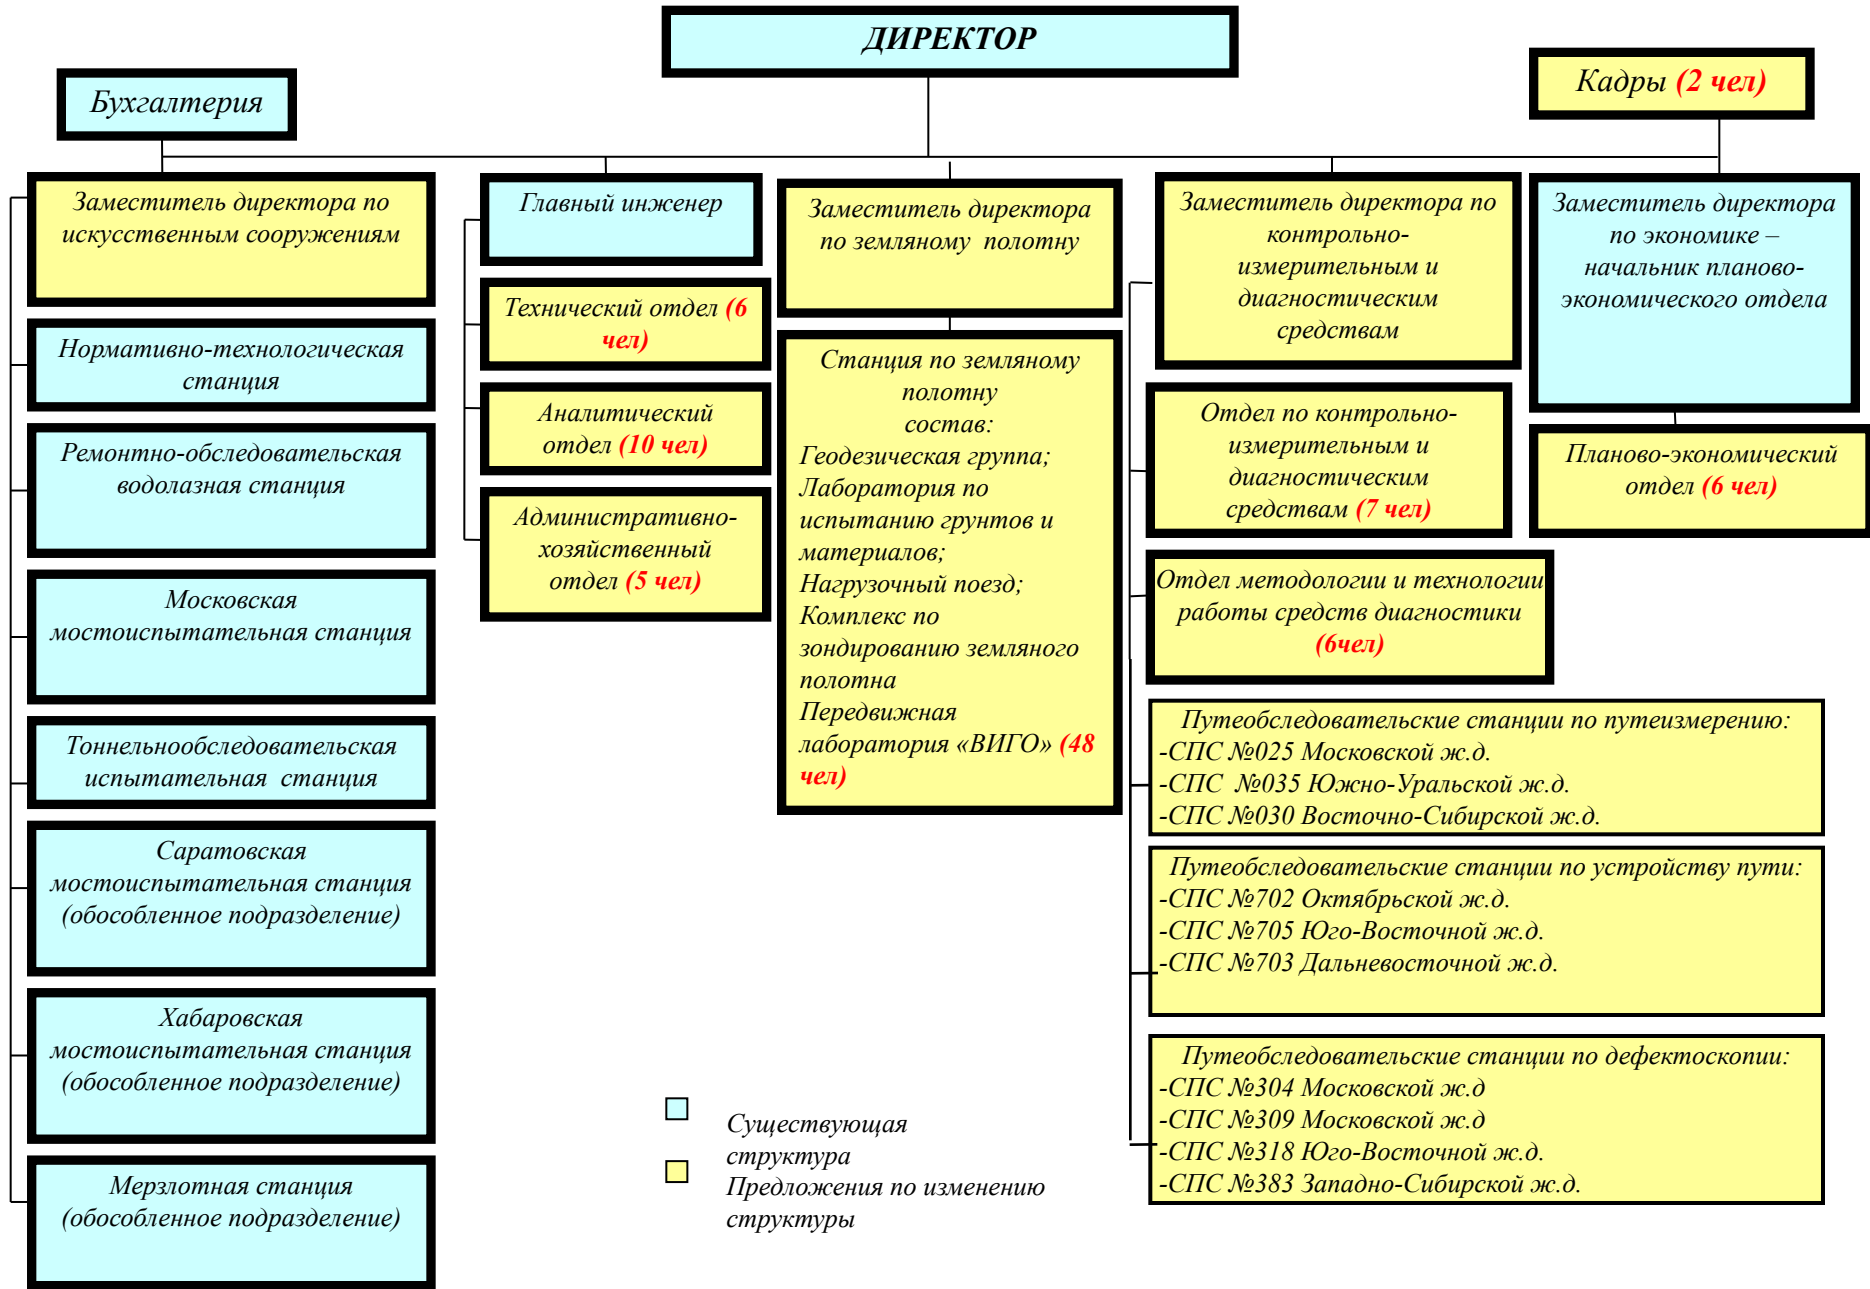 ДИРЕКТОР
Бухгалтерия
Кадры (2 чел)
Заместитель директора по
искусственным сооружениям
Нормативно-технологическая
станция
Ремонтно-обследовательская
водолазная станция
Московская
мостоиспытательная станция
Тоннельнообследовательская
испытательная станция
Саратовская
мостоиспытательная станция
(обособленное подразделение)
Хабаровская
мостоиспытательная станция
(обособленное подразделение)
Мерзлотная станция
(обособленное подразделение)
Главный инженер
Технический отдел (6
чел)
Аналитический
отдел (10 чел)
Административно-
хозяйственный
отдел (5 чел)
Заместитель директора
по земляному полотну
Станция по земляному
полотну
состав:
Геодезическая группа;
Лаборатория по
испытанию грунтов и
материалов;
Нагрузочный поезд;
Комплекс по
зондированию земляного
полотна
Передвижная
лаборатория «ВИГО» (48
чел)
Заместитель директора по
контрольно-
измерительным и
диагностическим
средствам
Отдел по контрольно-
измерительным и
диагностическим
средствам (7 чел)
Отдел методологии и технологии
работы средств диагностики
(6чел)
Путеобследовательские станции по путеизмерению:
-СПС №025 Московской ж.д.
-СПС №035 Южно-Уральской ж.д.
-СПС №030 Восточно-Сибирской ж.д.
Путеобследовательские станции по устройству пути:
-СПС №702 Октябрьской ж.д.
-СПС №705 Юго-Восточной ж.д.
-СПС №703 Дальневосточной ж.д.
Путеобследовательские станции по дефектоскопии:
-СПС №304 Московской ж.д
-СПС №309 Московской ж.д
-СПС №318 Юго-Восточной ж.д.
-СПС №383 Западно-Сибирской ж.д.
Заместитель директора
по экономике –
начальник планово-
экономического отдела
Планово-экономический
отдел (6 чел)
Существующая
структура
Предложения по изменению
структуры